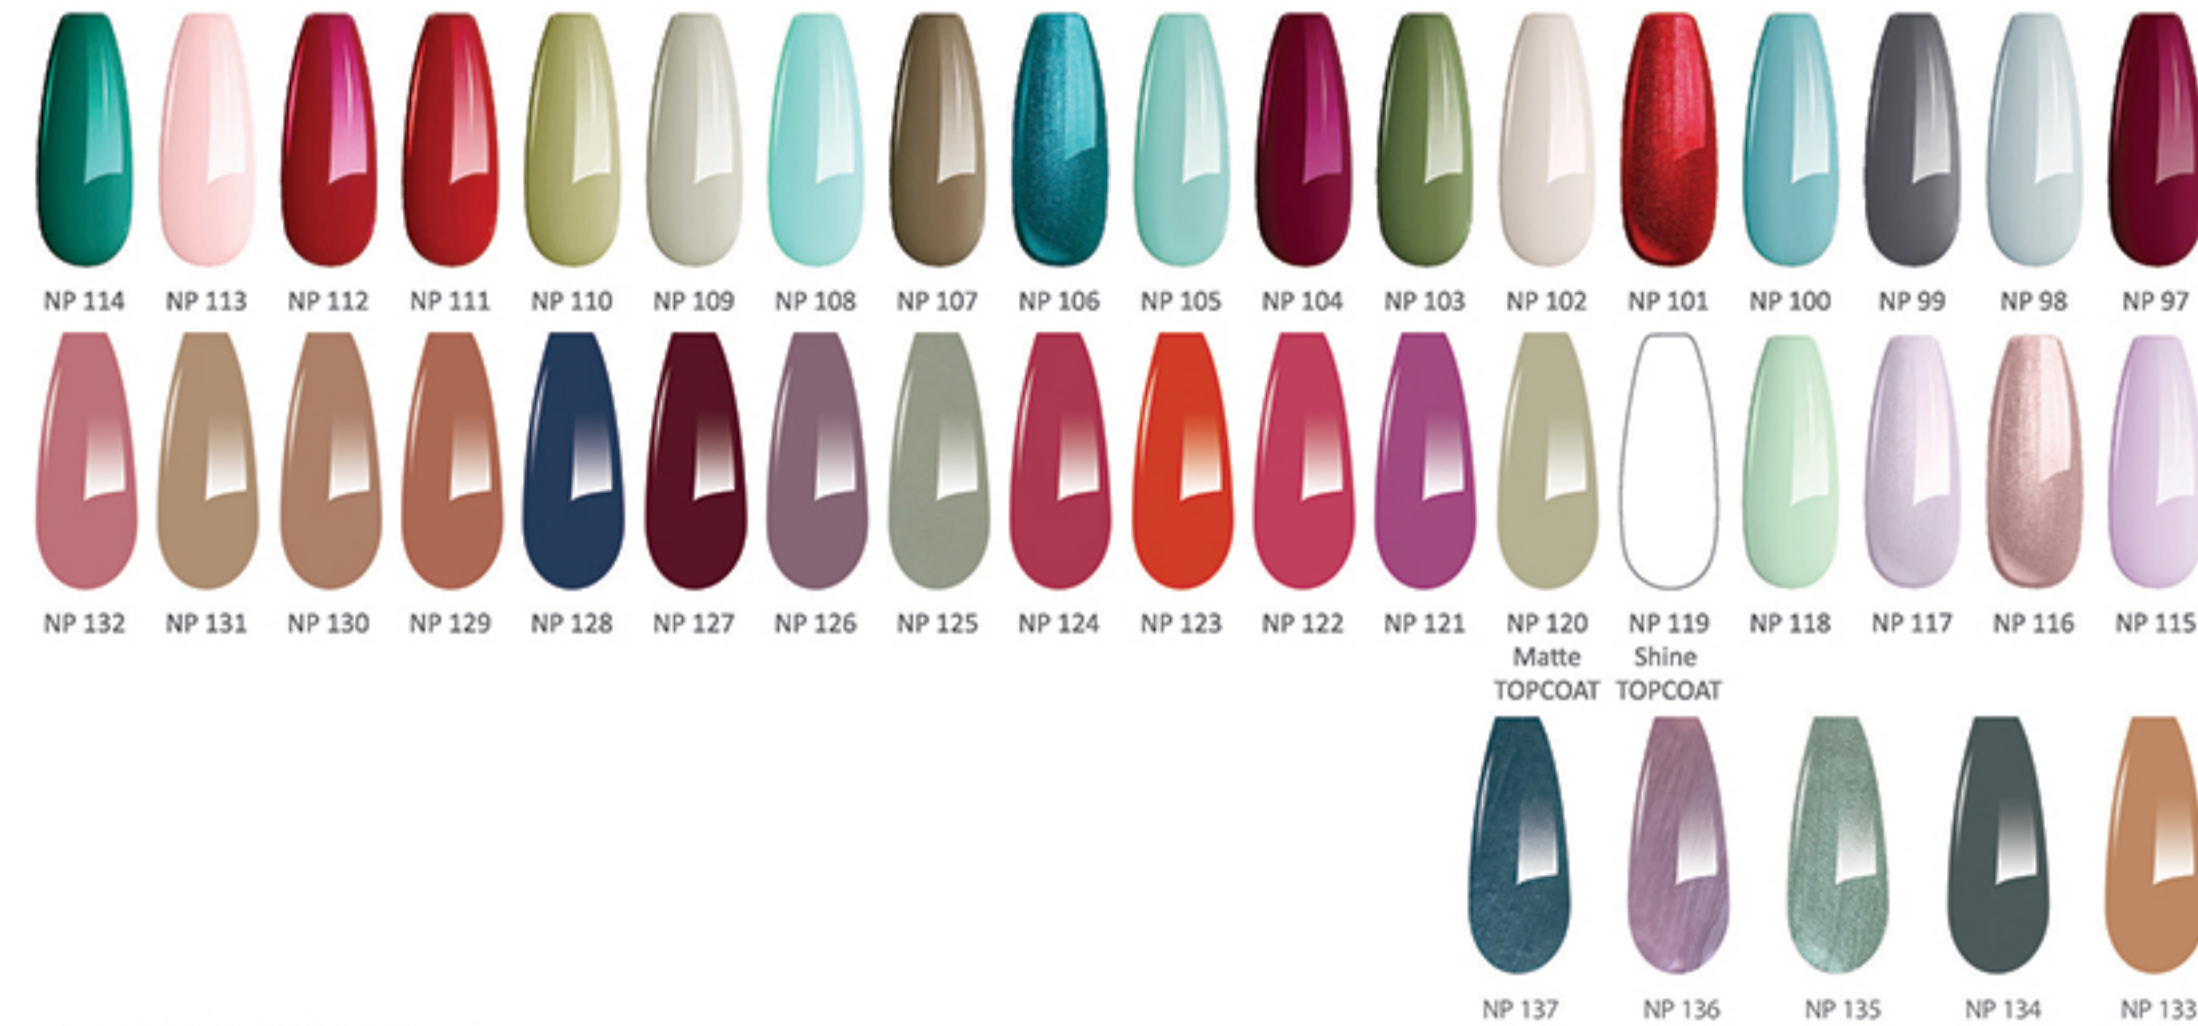 NP 114 NP 113 NP 112 NP 111 NP 110 NP 109 NP 108 NP 107 NP 106 NP 105 NP 104 NP 103 NP 102 NP 101 NP 100 NP 99 NP 98 NP 97
NP 132 NP 131 NP 130 NP 129 NP 128 NP 127 NP 126 NP 125 NP 124 NP 123 NP 122 NP 121 NP 120 NP 119 NP 118 NP 117 NP 116 NP 115
Matte Shine
TOPCOAT TOPCOAT
NP 137 NP 136 NP 135 NP 134 NP 133